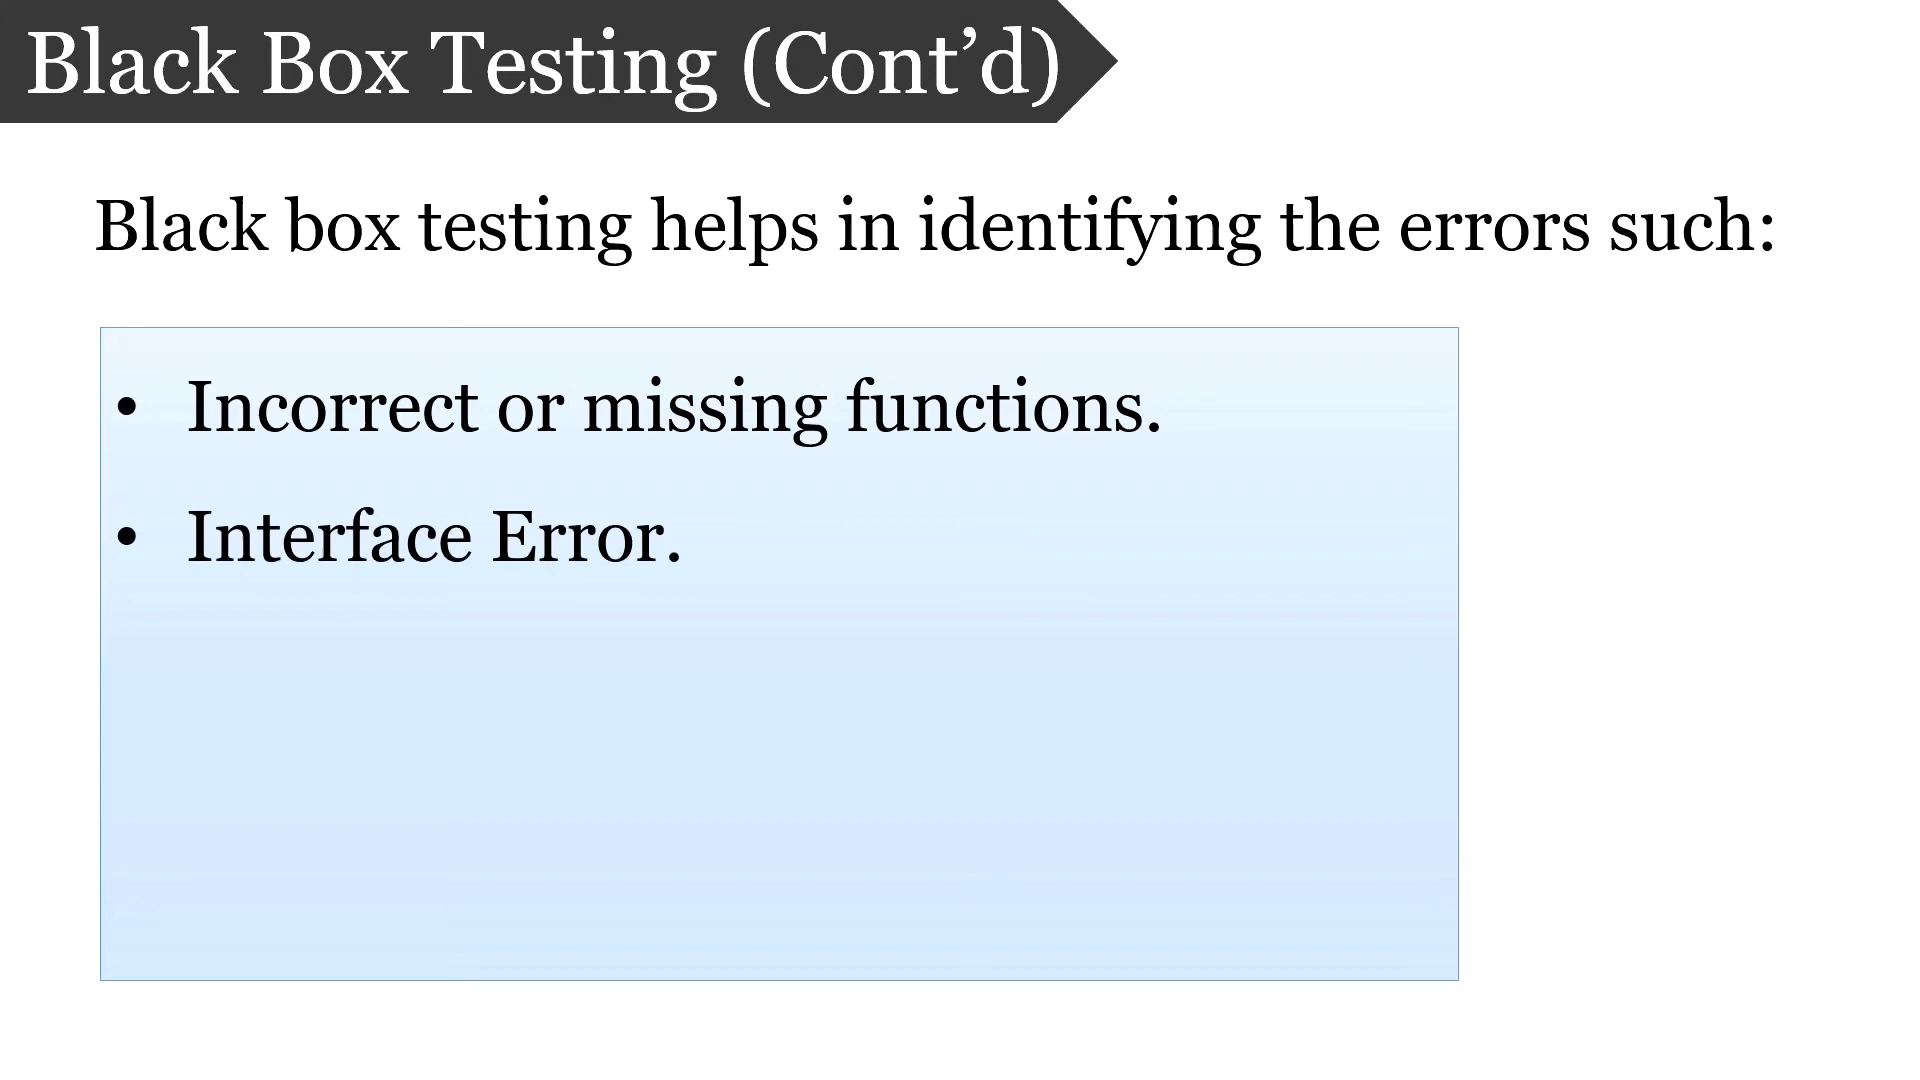 Black Box Testing (Cont’d)
Black box testing helps in identifying the errors such:
• Incorrect or missing functions.
• Interface Error.